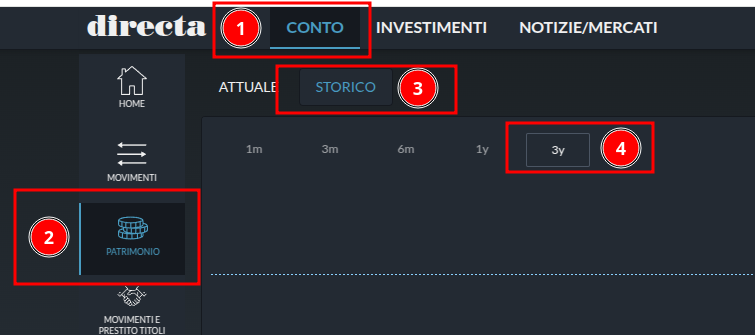 directa
1
CONTO
INVESTIMENTI
NOTIZIE/MERCATI
HOME
ATTUALE
STORICO
3
1m
3m
6m
1y
3y
4
MOVIMENTI
2
PATRIMONIO
MOVIMENTI E
PRESTITO TITOLI